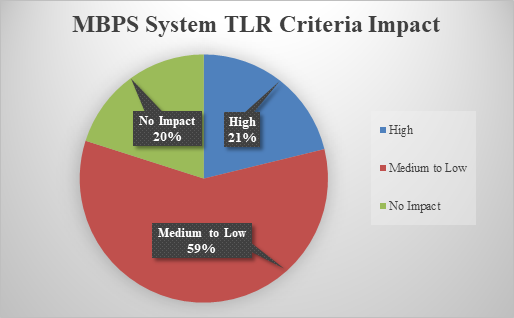 MBPS System TLR Criteria Impact
No Impact
20%
High
21%
Medium to Low
59%
High
Medium to Low
No Impact